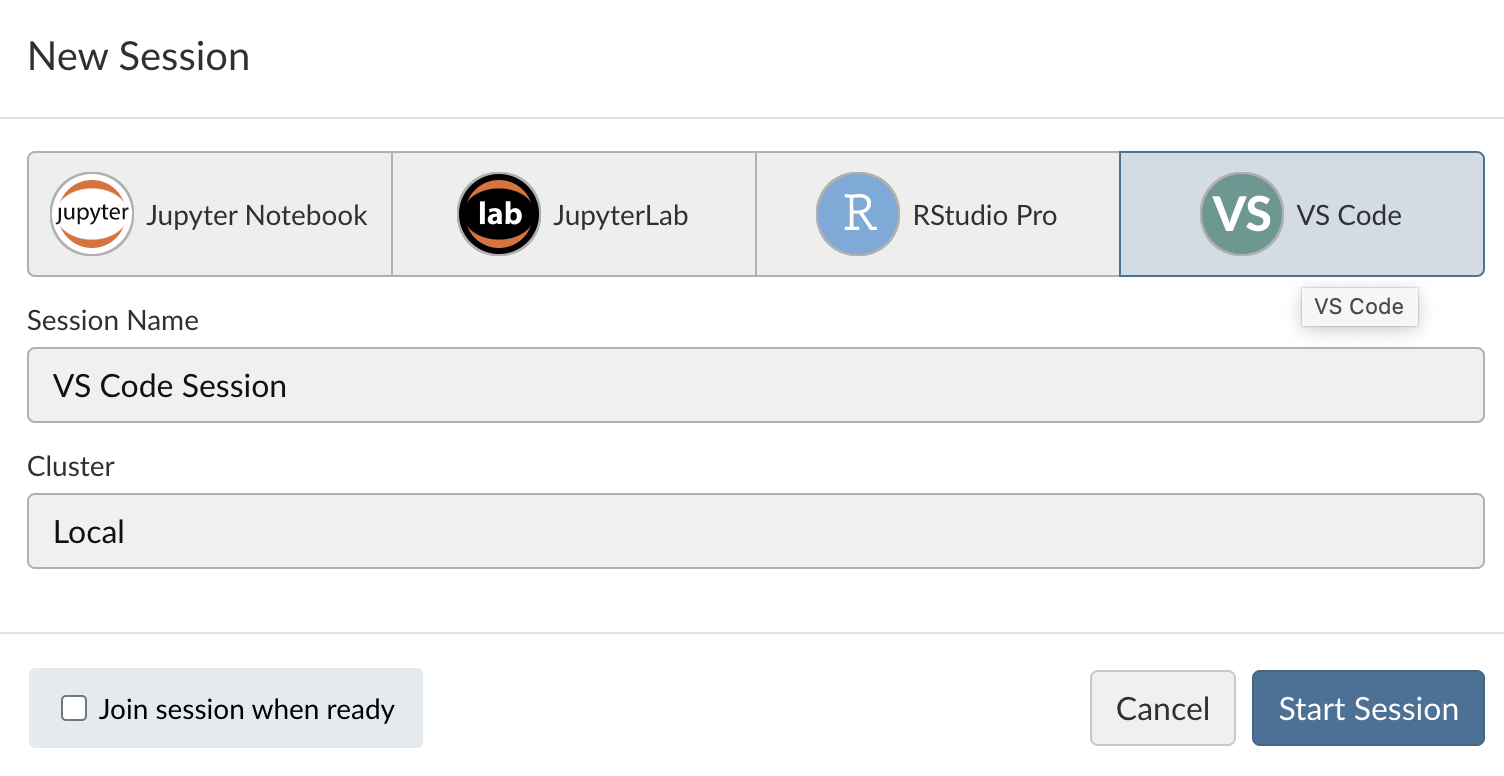 New Session
jupyter Jupyter Notebook
lab JupyterLab
R RStudio Pro
VS VS Code
VS Code
Session Name
VS Code Session
Cluster
Local
Join session when ready
Cancel
Start Session